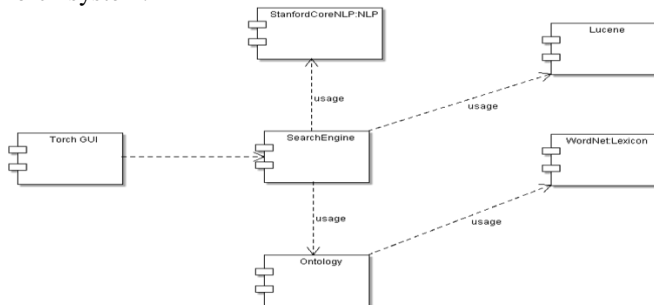 StanfordCoreNLP:NLP
Lucene
usage
usage
Torch GUI
SearchEngine
WordNet:Lexicon
usage
usage
Ontology